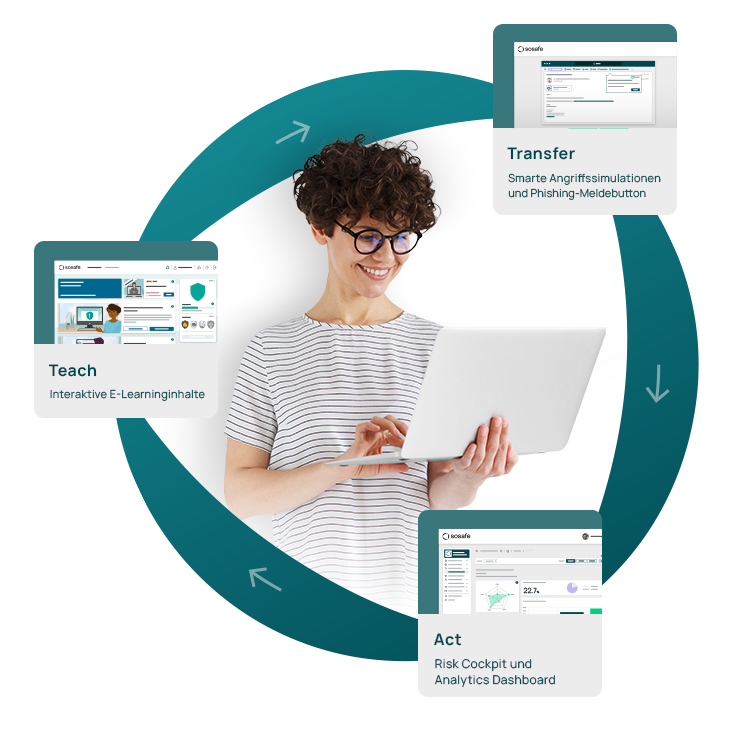 sosafe
Transfer
Smarte Angriffssimulationen
und Phishing-Meldebutton
sosafe
Teach
Interaktive E-Learninginhalte
sosafe
22.7%
Act
Risk Cockpit und
Analytics Dashboard